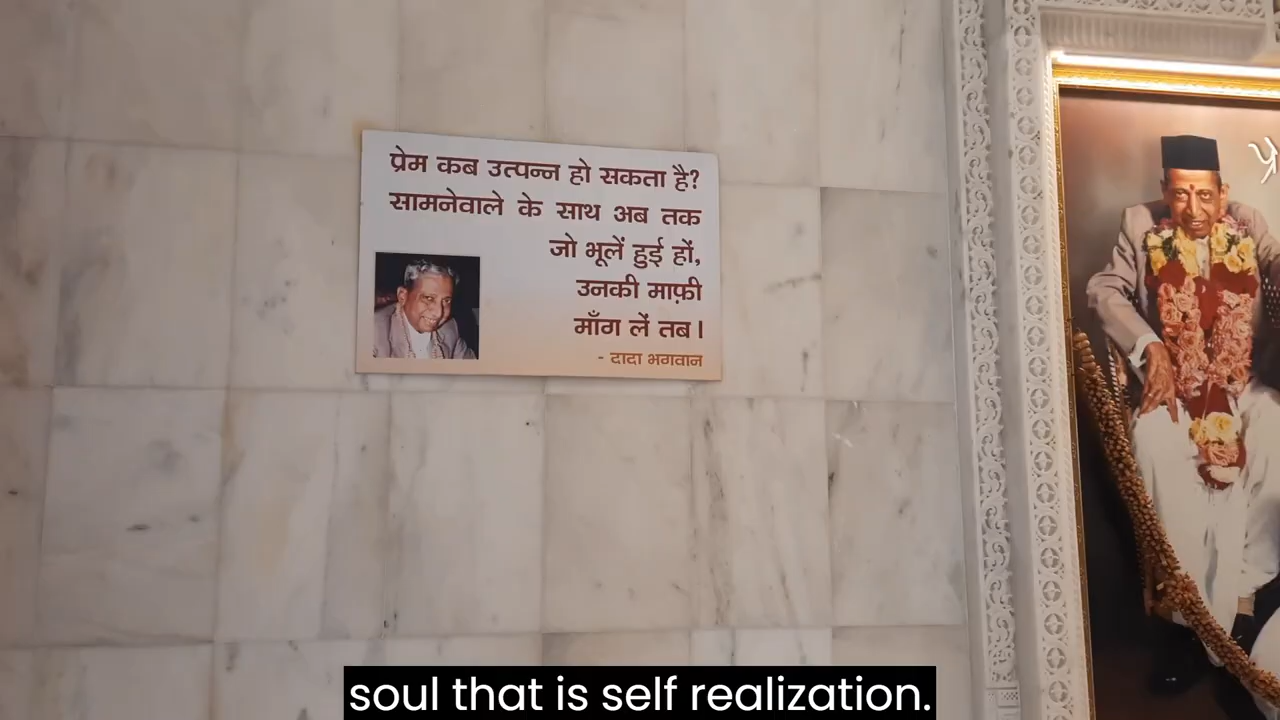 प्रेम कब उत्पन्न हो सकता है?
सामनेवाले के साथ अब तक
जो भूलें हुई हों,
उनकी माफ़ी
माँग लें तब।
- दादा भगवान
soul that is self realization.